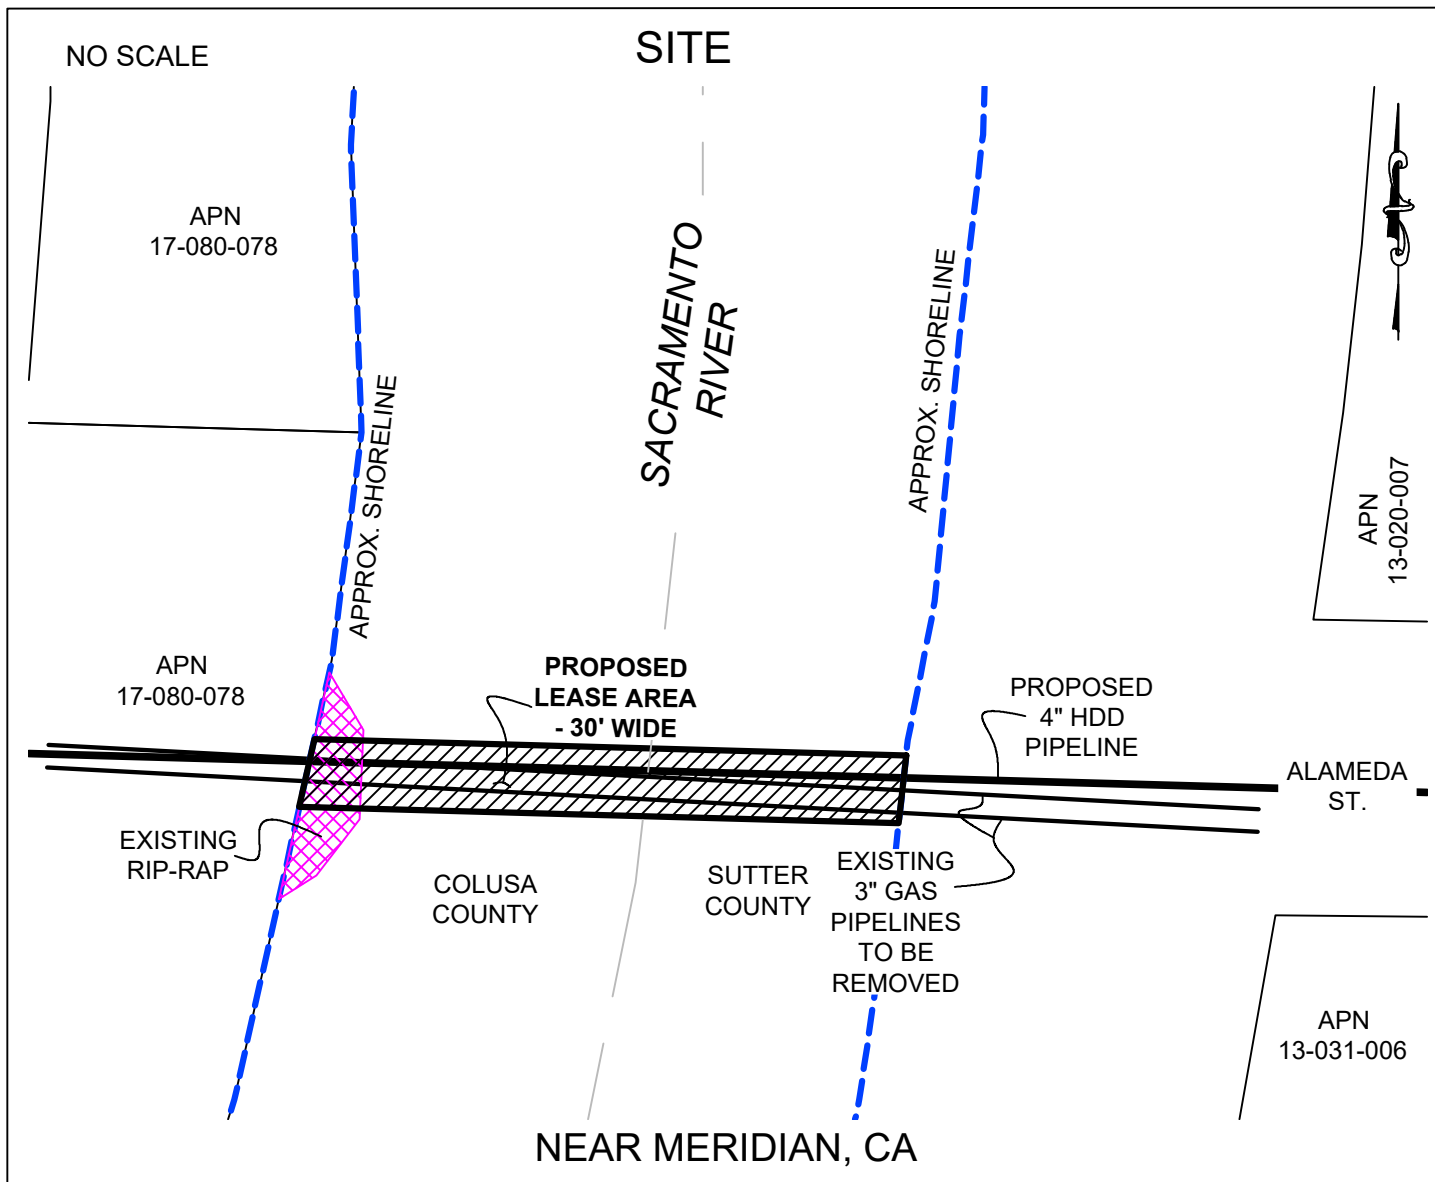 NO SCALE
SITE
APN
17-080-078
SACRAMENTO
RIVER
APPROX. SHORELINE
APPROX. SHORELINE
APN
13-020-007
APN
17-080-078
PROPOSED
LEASE AREA
- 30' WIDE
PROPOSED
4" HDD
PIPELINE
ALAMEDA
ST.
EXISTING
RIP-RAP
COLUSA
COUNTY
SUTTER
COUNTY
EXISTING
3" GAS
PIPELINES
TO BE
REMOVED
APN
13-031-006
NEAR MERIDIAN, CA